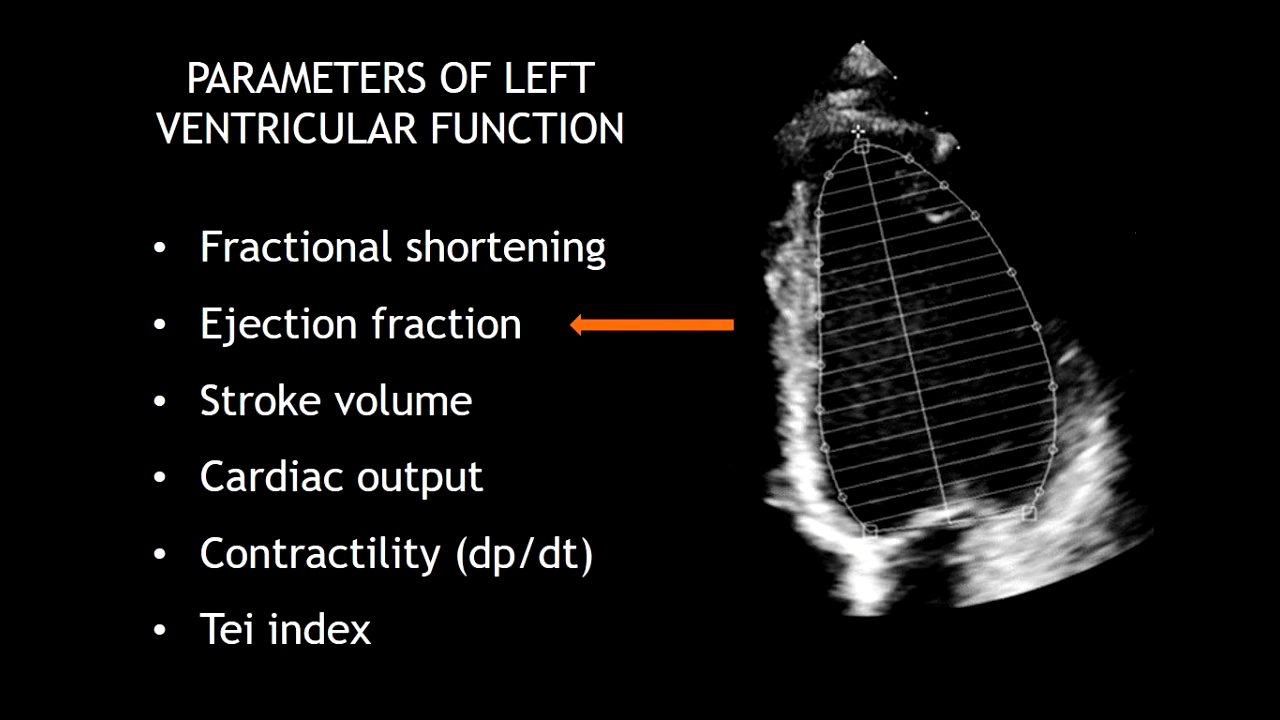 PARAMETERS OF LEFT
VENTRICULAR FUNCTION
• Fractional shortening
• Ejection fraction
• Stroke volume
• Cardiac output
• Contractility (dp/dt)
• Tei index